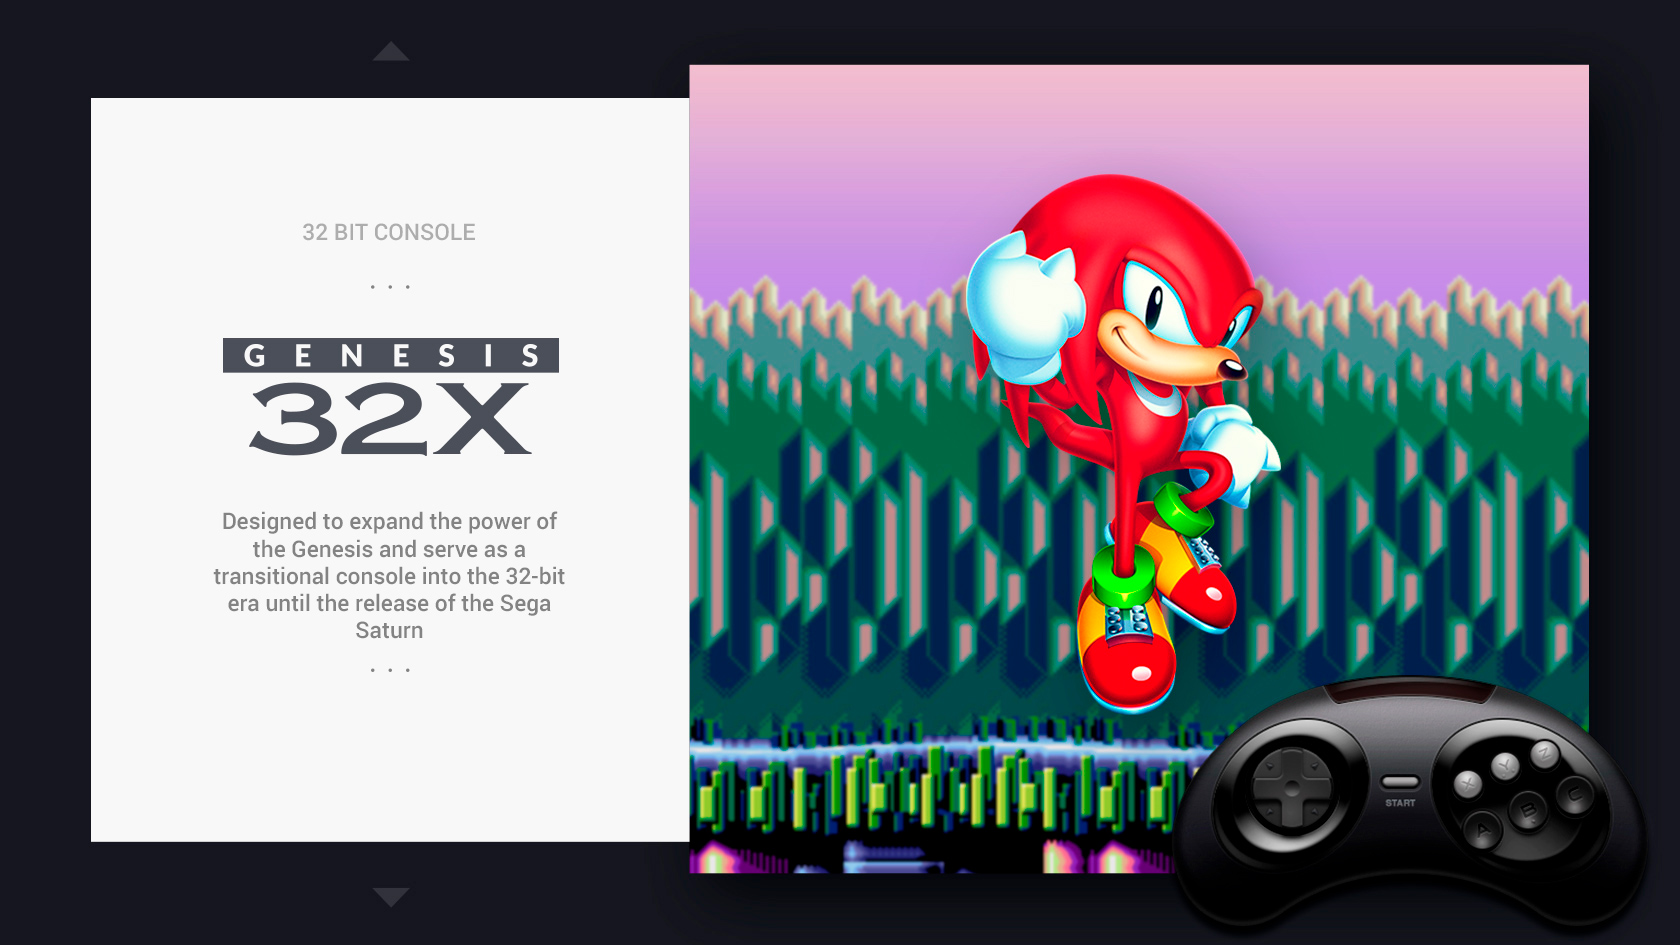 32 BIT CONSOLE
. . .
GENESIS
32X
Designed to expand the power of
the Genesis and serve as a
transitional console into the 32-bit
era until the release of the Sega
Saturn
. . .
START
X Y Z
A B C